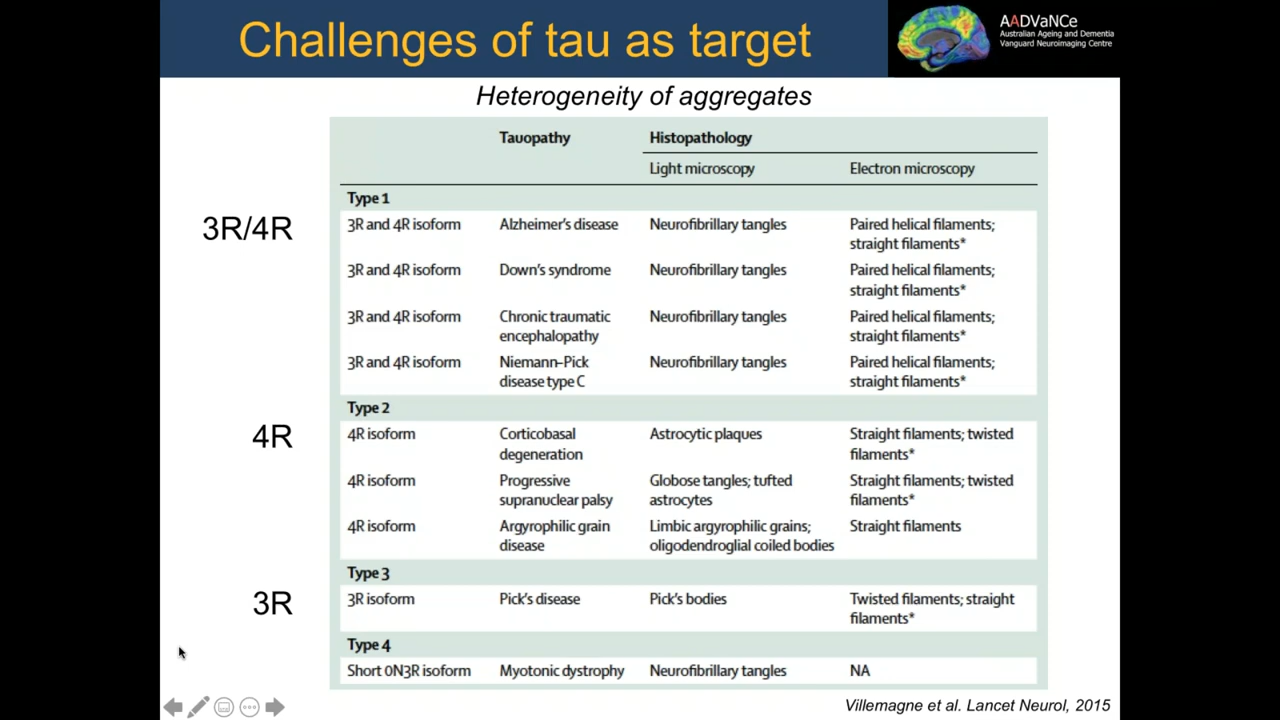 Challenges of tau as target
AADVaNCe
Australian Ageing and Dementia
Vanguard Neuroimaging Centre
Heterogeneity of aggregates
Tauopathy Histopathology
Light microscopy Electron microscopy
Type 1
3R/4R
3R and 4R isoform Alzheimer's disease Neurofibrillary tangles Paired helical filaments;
straight filaments*
3R and 4R isoform Down's syndrome Neurofibrillary tangles Paired helical filaments;
straight filaments*
3R and 4R isoform Chronic traumatic Neurofibrillary tangles Paired helical filaments;
encephalopathy straight filaments*
3R and 4R isoform Niemann–Pick Neurofibrillary tangles Paired helical filaments;
disease type C straight filaments*
Type 2
4R
4R isoform Corticobasal Astrocytic plaques Straight filaments; twisted
degeneration filaments*
4R isoform Progressive Globose tangles; tufted Straight filaments; twisted
supranuclear palsy astrocytes filaments*
4R isoform Argyrophilic grain Limbic argyrophilic grains; Straight filaments
disease oligodendroglial coiled bodies
Type 3
3R
3R isoform Pick's disease Pick's bodies Twisted filaments; straight
filaments*
Type 4
Short 0N3R isoform Myotonic dystrophy Neurofibrillary tangles NA
Villemagne et al. Lancet Neurol, 2015